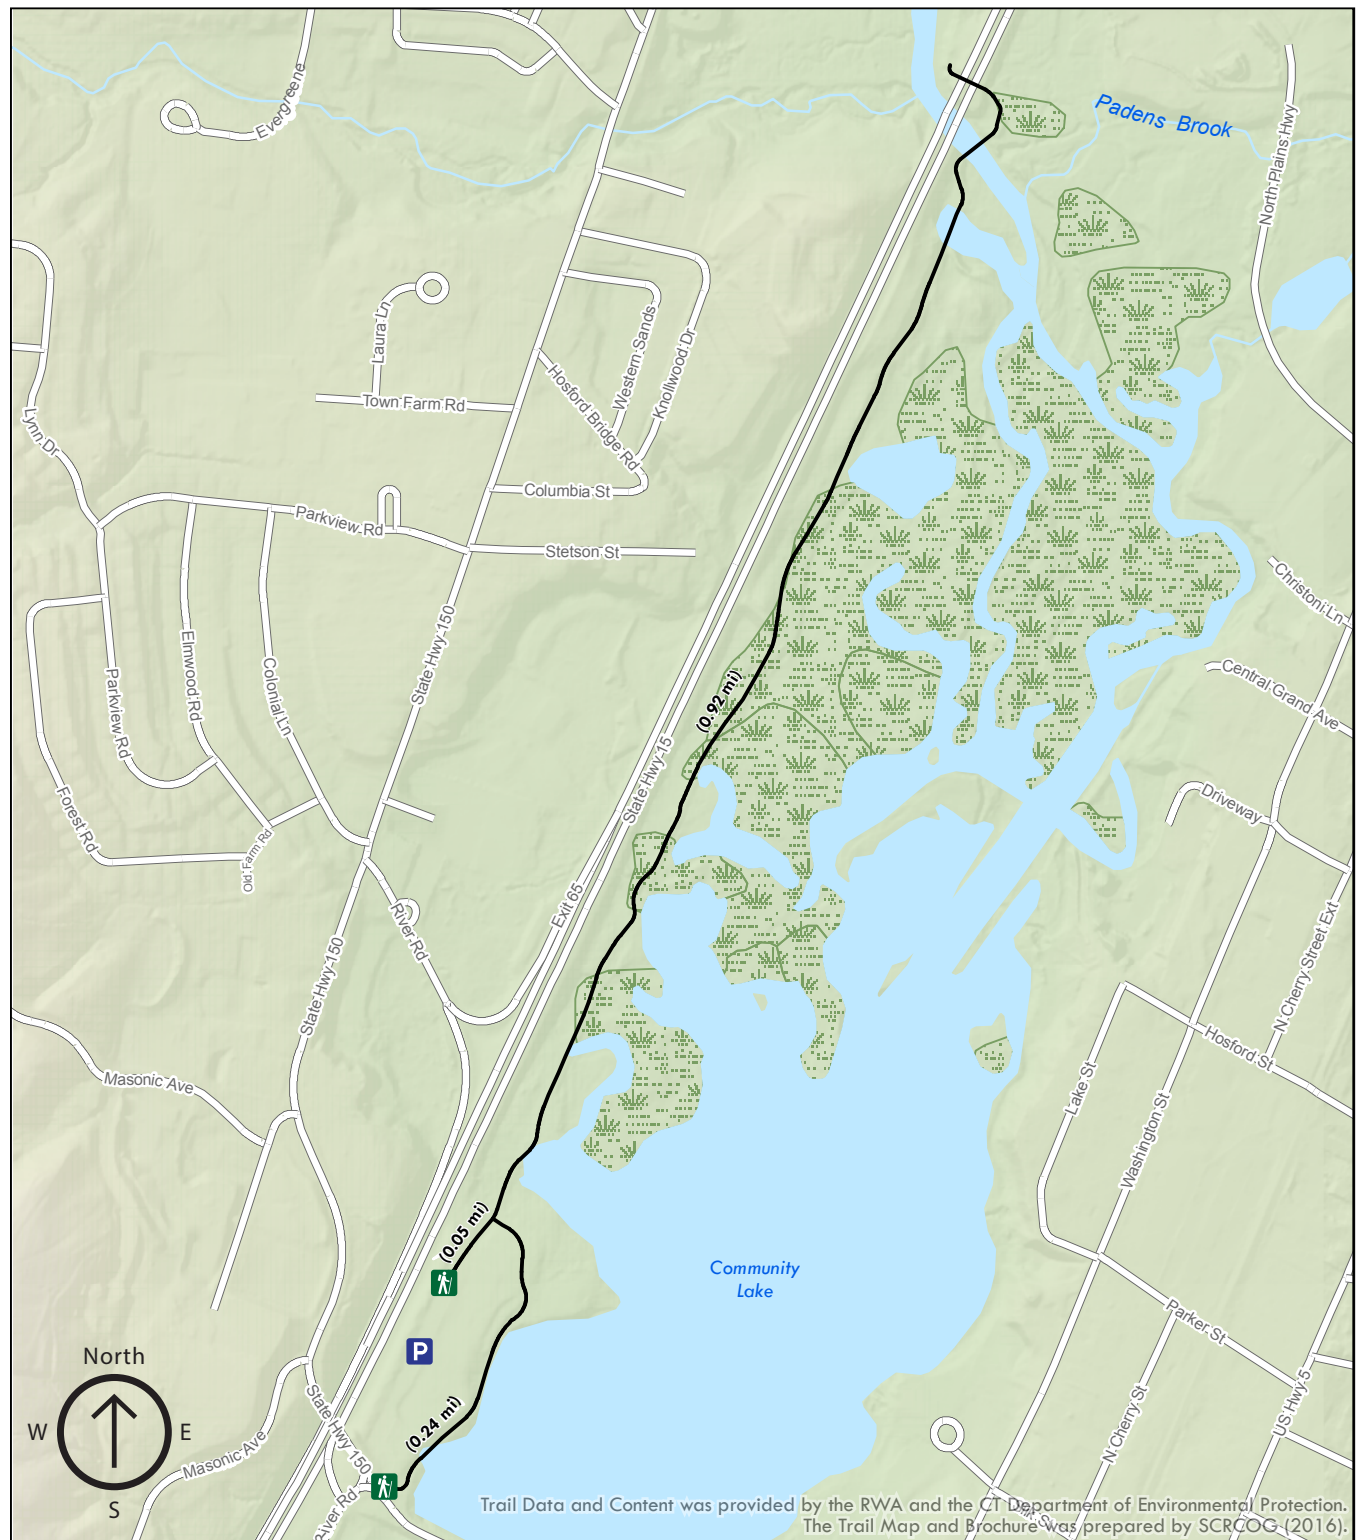 Evergreene
Padens Brook
North Plains Hwy
Laura Ln
Western Sands
Knollwood Dr
Hosford Bridge Rd
Town Farm Rd
Lynn Dr
Columbia St
Parkview Rd
Stetson St
Christoni Ln
State Hwy 150
Elmwood Rd
Colonial Ln
Parkview Rd
Central Grand Ave
(0.92 mi)
State Hwy 15
Driveway
Forest Rd
Old Farm Rd
Exit 65
River Rd
N Cherry Street Ext
State Hwy 150
Hosford St
Masonic Ave
Lake St
Washington St
(0.05 mi)
Community
Lake
Parker St
P
North
W
E
S
State Hwy 150
(0.24 mi)
US Hwy 5
N Cherry St
Masonic Ave
River Rd
Trail Data and Content was provided by the RWA and the CT Department of Environmental Protection.
The Trail Map and Brochure was prepared by SCRCOG (2016).